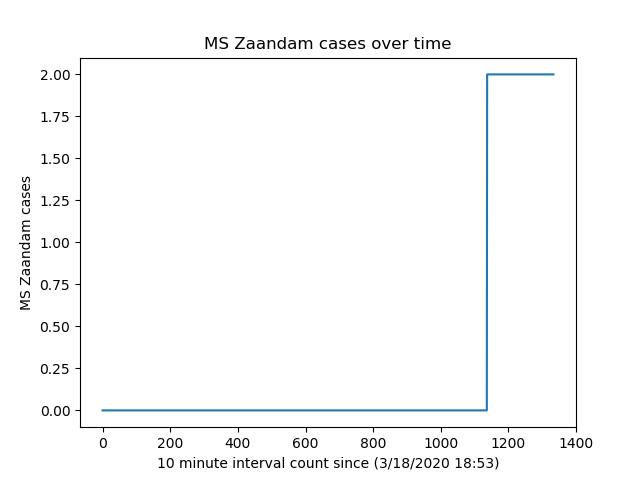 MS Zaandam cases over time
2.00
1.75
1.50
1.25
1.00
0.75
0.50
0.25
0.00
MS Zaandam cases
0 200 400 600 800 1000 1200 1400
10 minute interval count since (3/18/2020 18:53)